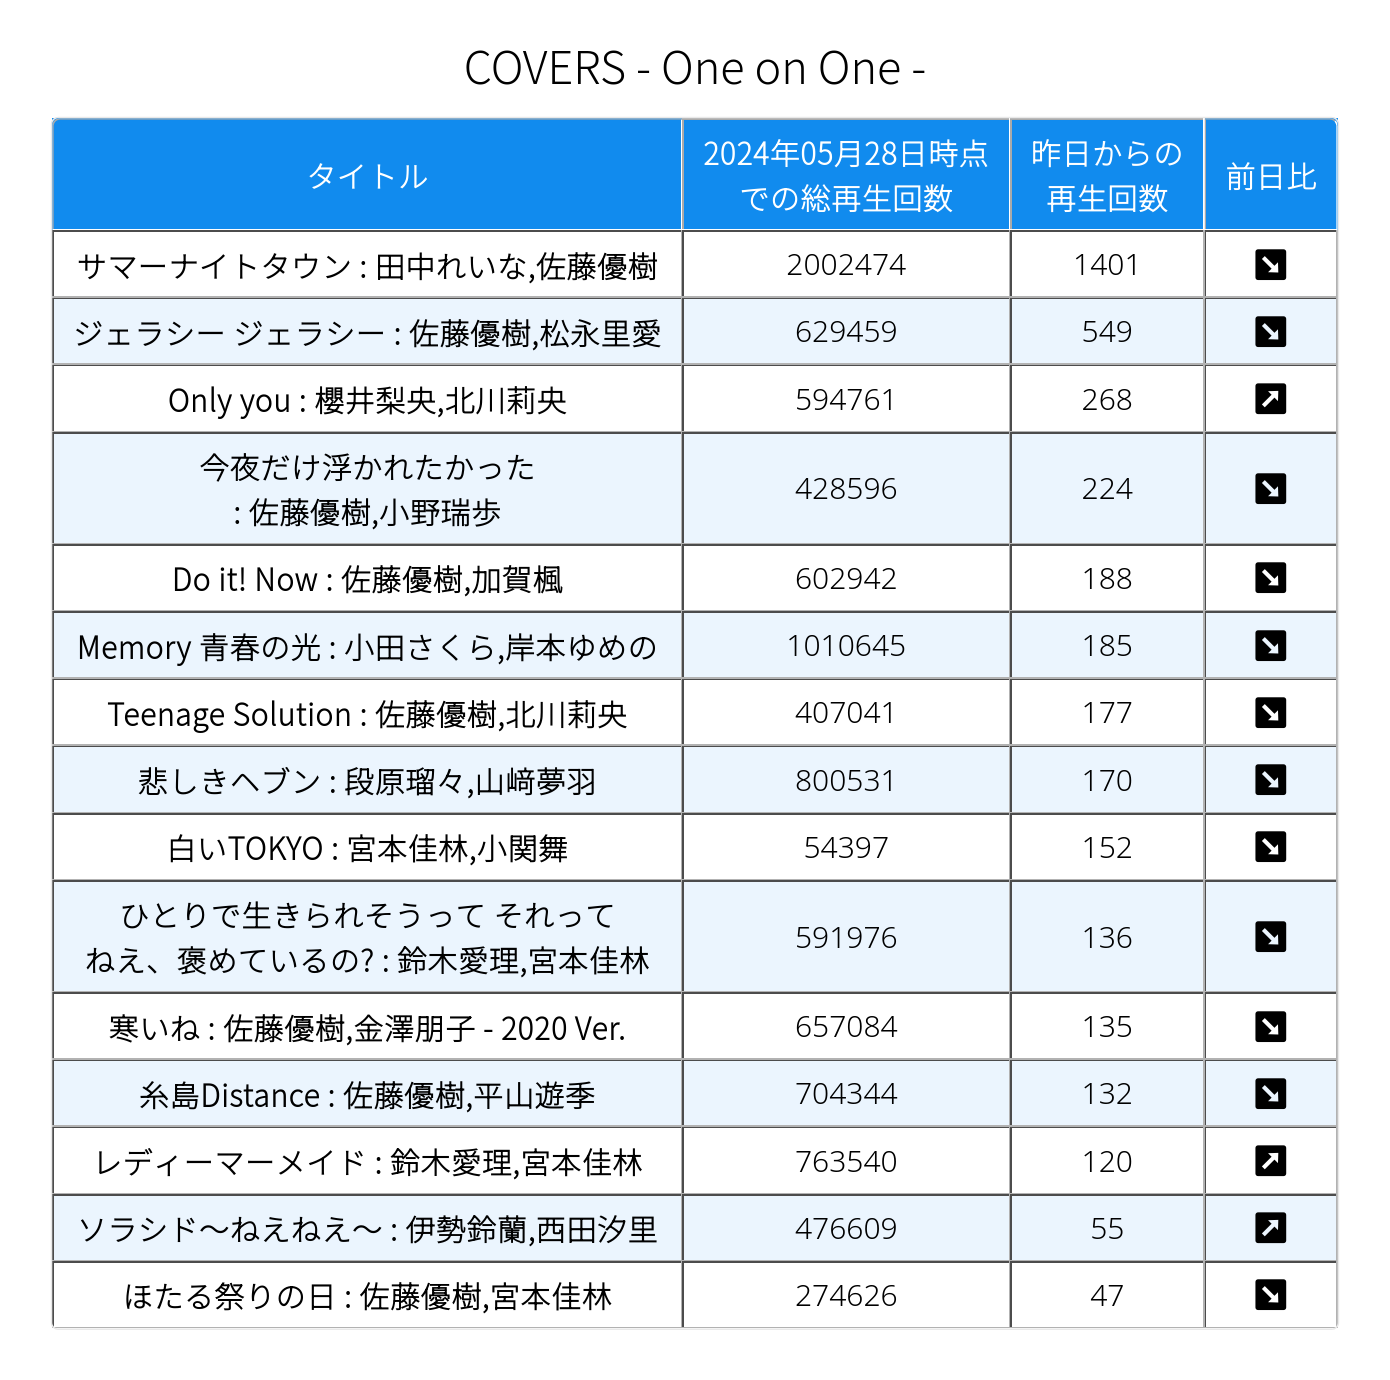 COVERS - One on One -
タイトル
2024年05月28日時点
での総再生回数
昨日からの
再生回数
前日比
サマーナイトタウン : 田中れいな,佐藤優樹 2002474 1401
ジェラシー ジェラシー : 佐藤優樹,松永里愛 629459 549
Only you : 櫻井梨央,北川莉央 594761 268
今夜だけ浮かれたかった
: 佐藤優樹,小野瑞歩 428596 224
Do it! Now : 佐藤優樹,加賀楓 602942 188
Memory 青春の光 : 小田さくら,岸本ゆめの 1010645 185
Teenage Solution : 佐藤優樹,北川莉央 407041 177
悲しきヘブン : 段原瑠々,山﨑夢羽 800531 170
白いTOKYO : 宮本佳林,小関舞 54397 152
ひとりで生きられそうって それって
ねえ、褒めているの? : 鈴木愛理,宮本佳林 591976 136
寒いね : 佐藤優樹,金澤朋子 - 2020 Ver. 657084 135
糸島Distance : 佐藤優樹,平山遊季 704344 132
レディーマーメイド : 鈴木愛理,宮本佳林 763540 120
ソラシド～ねえねえ～ : 伊勢鈴蘭,西田汐里 476609 55
ほたる祭りの日 : 佐藤優樹,宮本佳林 274626 47